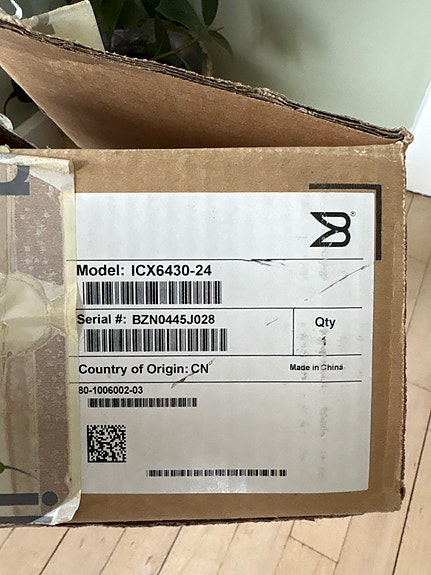 ®
Model: ICX6430-24
Serial #: BZN0445J028
Qty
1
Country of Origin: CN
Made in China
80-1006002-03